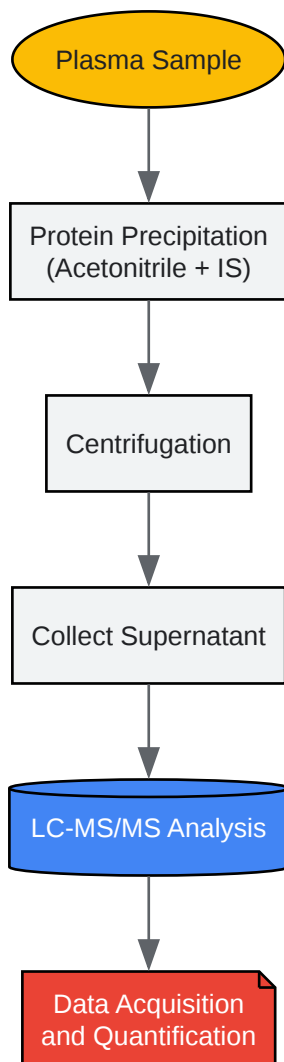 Plasma Sample
Protein Precipitation
(Acetonitrile + IS)
Centrifugation
Collect Supernatant
LC-MS/MS Analysis
Data Acquisition
and Quantification